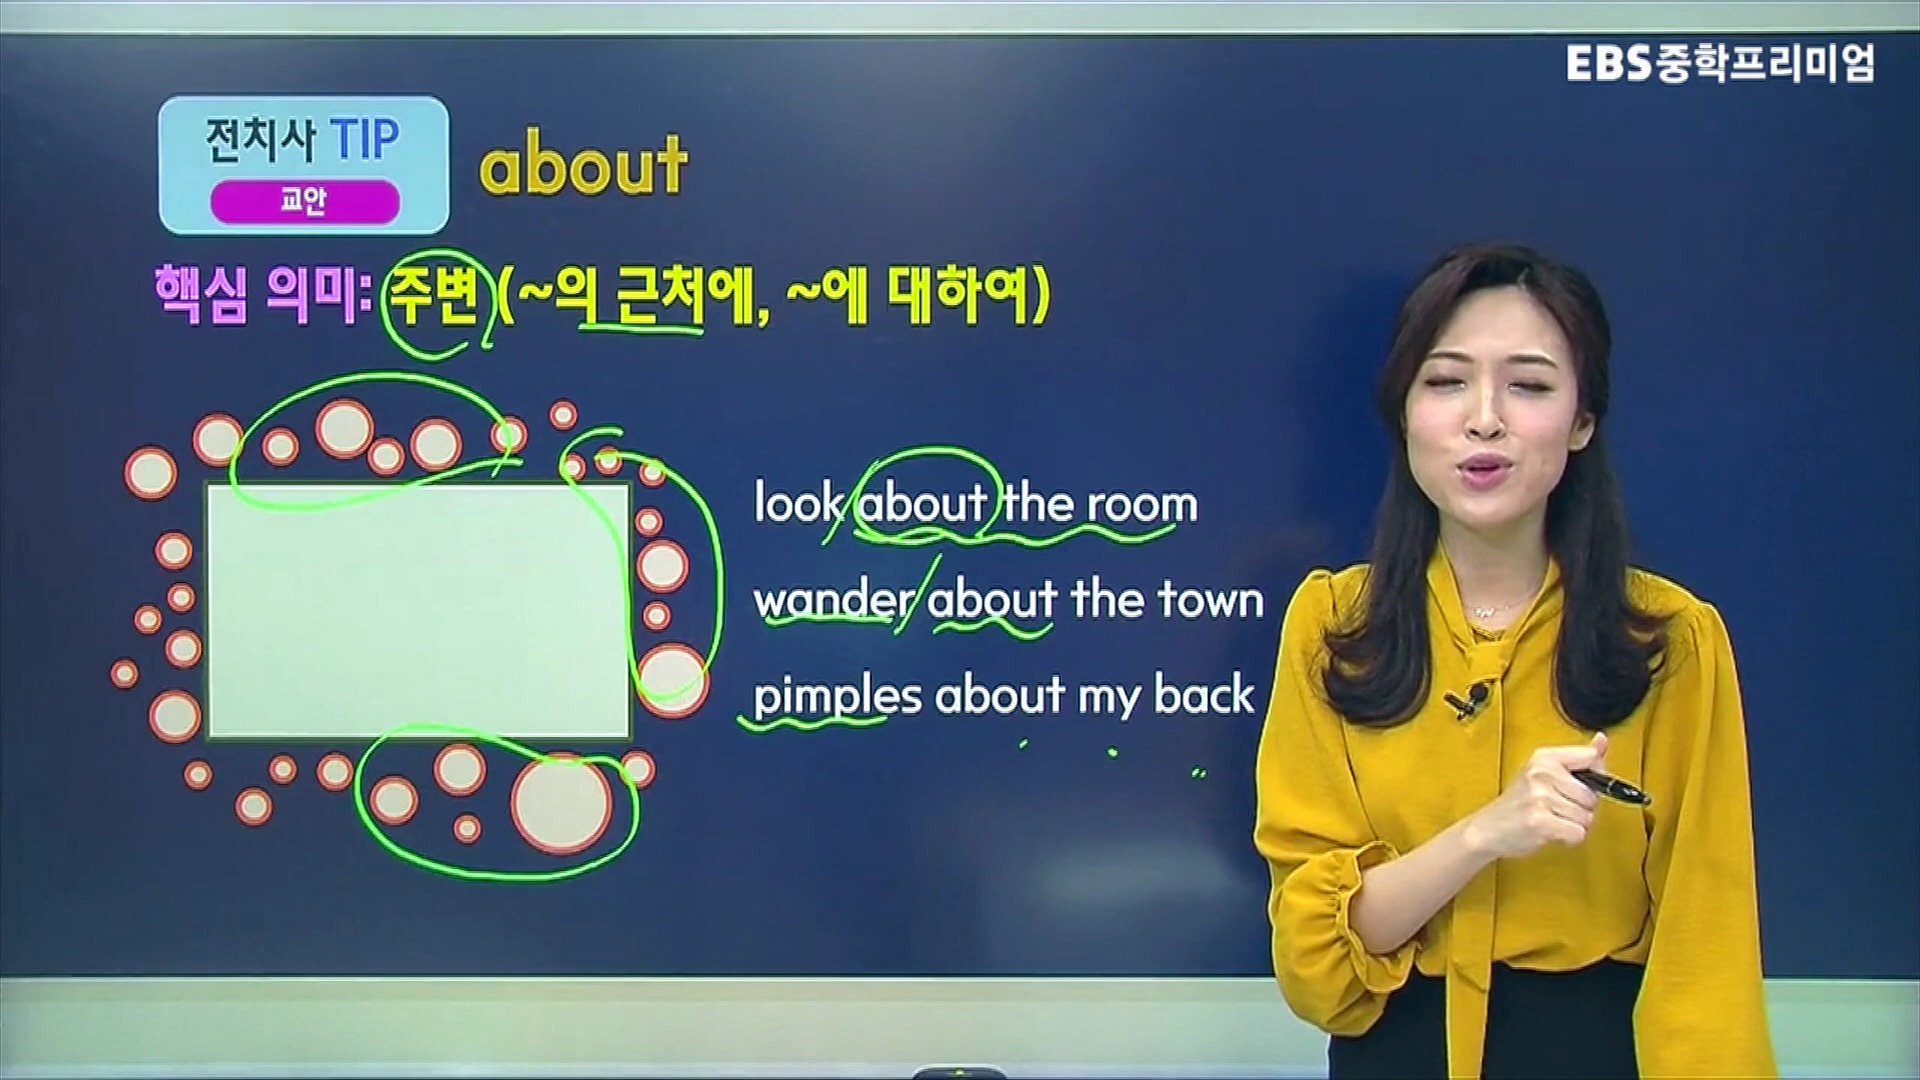 EBS중학프리미엄
전치사 TIP
교안
about
핵심 의미: 주변 (~의 근처에, ~에 대하여)
look about the room
wander about the town
pimples about my back